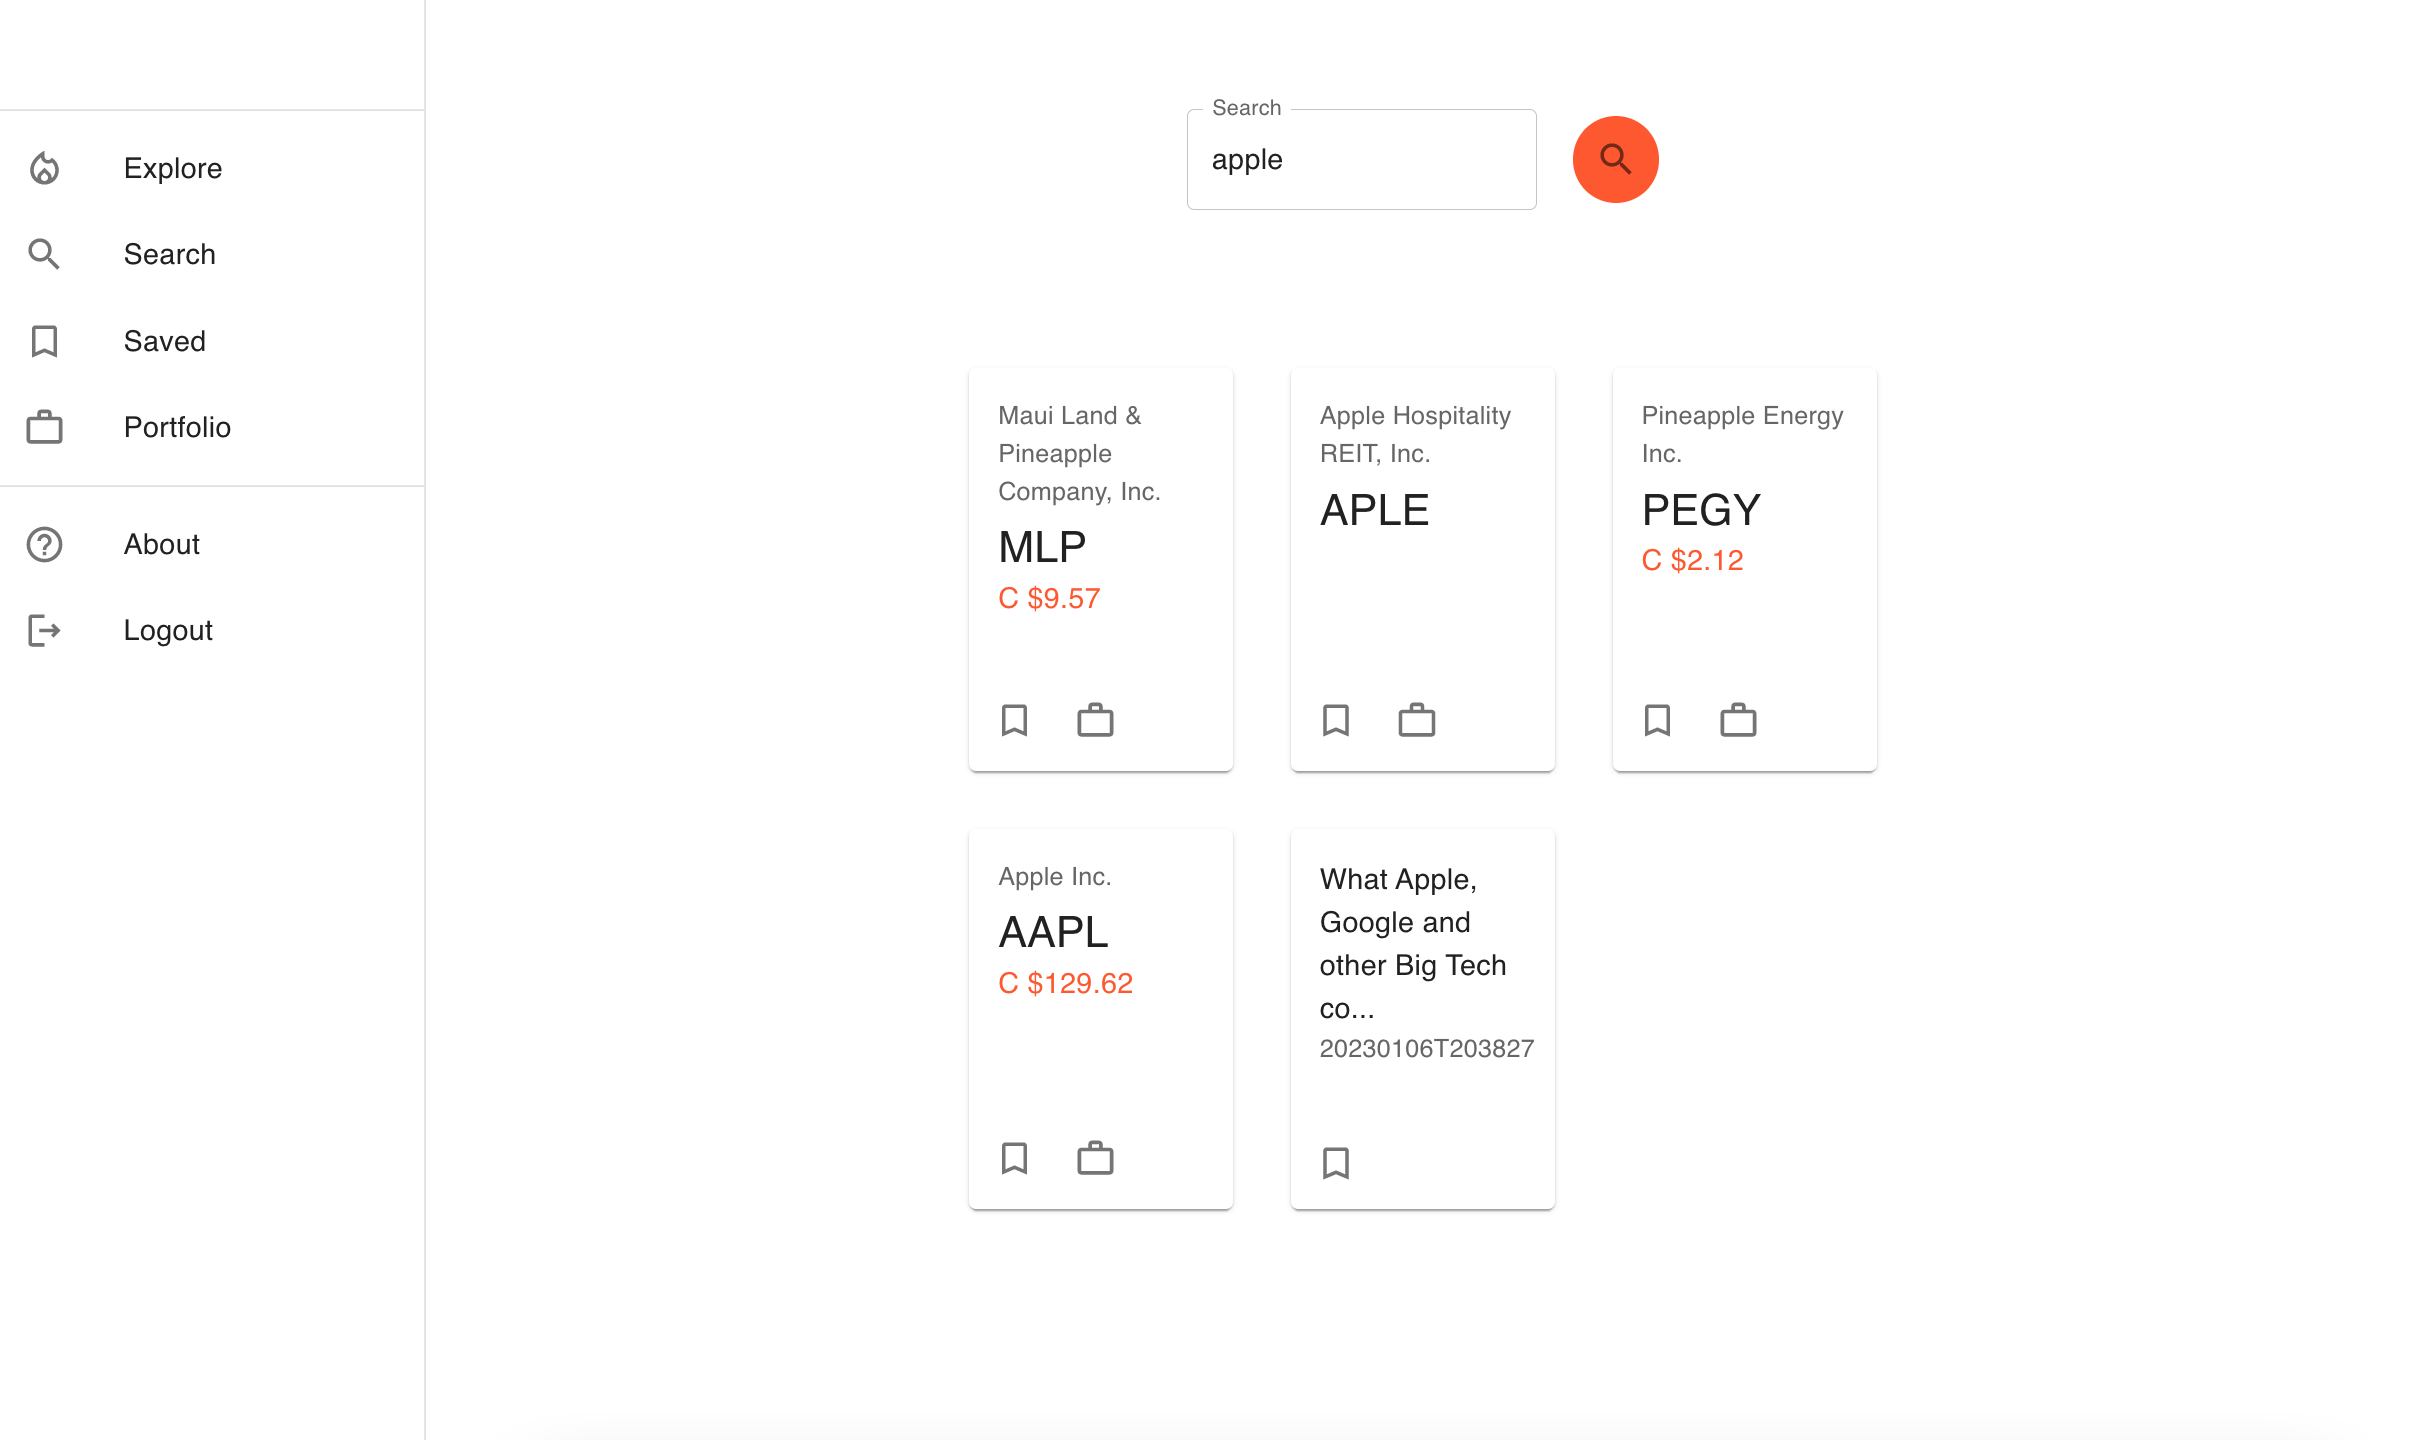 Explore
Search
Saved
Portfolio
About
Logout
Search
apple
Maui Land &
Pineapple
Company, Inc.
MLP
C $9.57
Apple Hospitality
REIT, Inc.
APLE
Pineapple Energy
Inc.
PEGY
C $2.12
Apple Inc.
AAPL
C $129.62
What Apple,
Google and
other Big Tech
co...
20230106T203827